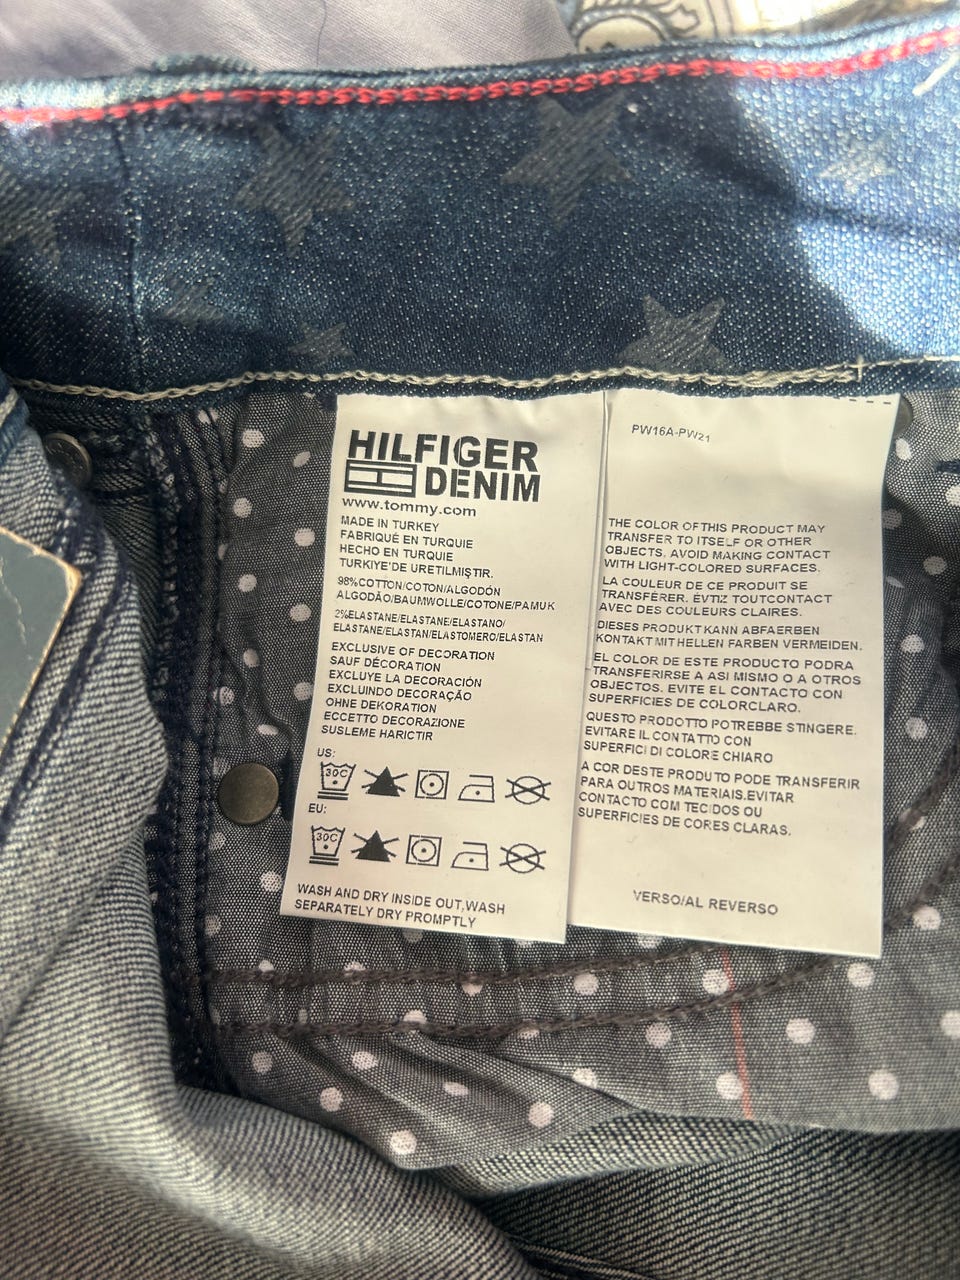 HILFIGER
DENIM
www.tommy.com
MADE IN TURKEY
FABRIQUÉ EN TURQUIE
HECHO EN TURQUIE
TURKIYE'DE URETILMIŞTIR.
98%COTTON/COTON/ALGODÓN
ALGODÃO/BAUMWOLLE/COTONE/PAMUK
2%ELASTANE/ELASTANE/ELASTANO/
ELASTANE/ELASTAN/ELASTOMERO/ELASTAN
EXCLUSIVE OF DECORATION
SAUF DÉCORATION
EXCLUYE LA DECORACIÓN
EXCLUINDO DECORAÇÃO
OHNE DEKORATION
ECCETTO DECORAZIONE
SUSLEME HARICTIR
US:
30C
EU:
30C
WASH AND DRY INSIDE OUT,WASH
SEPARATELY DRY PROMPTLY
PW16A-PW21
THE COLOR OF THIS PRODUCT MAY
TRANSFER TO ITSELF OR OTHER
OBJECTS. AVOID MAKING CONTACT
WITH LIGHT-COLORED SURFACES.
LA COULEUR DE CE PRODUIT SE
TRANSFÉRER. ÉVTIZ TOUTCONTACT
AVEC DES COULEURS CLAIRES.
DIESES PRODUKT KANN ABFAERBEN
KONTAKT MIT HELLEN FARBEN VERMEIDEN.
EL COLOR DE ESTE PRODUCTO PODRA
TRANSFERIRSE A ASI MISMO O A OTROS
OBJECTOS. EVITE EL CONTACTO CON
SUPERFICIES DE COLORCLARO.
QUESTO PRODOTTO POTREBBE STINGERE.
EVITARE IL CONTATTO CON
SUPERFICI DI COLORE CHIARO
A COR DESTE PRODUTO PODE TRANSFERIR
PARA OUTROS MATERIAIS.EVITAR
CONTACTO COM TECIDOS OU
SUPERFICIES DE CORES CLARAS.
VERSO/AL REVERSO